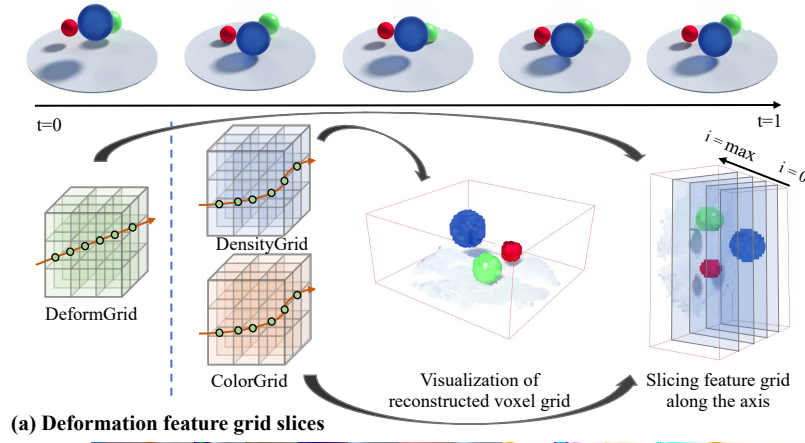 t=0
t=1
i = max
i = 0
DensityGrid
DeformGrid
ColorGrid
Visualization of
reconstructed voxel grid
Slicing feature grid
along the axis
(a) Deformation feature grid slices